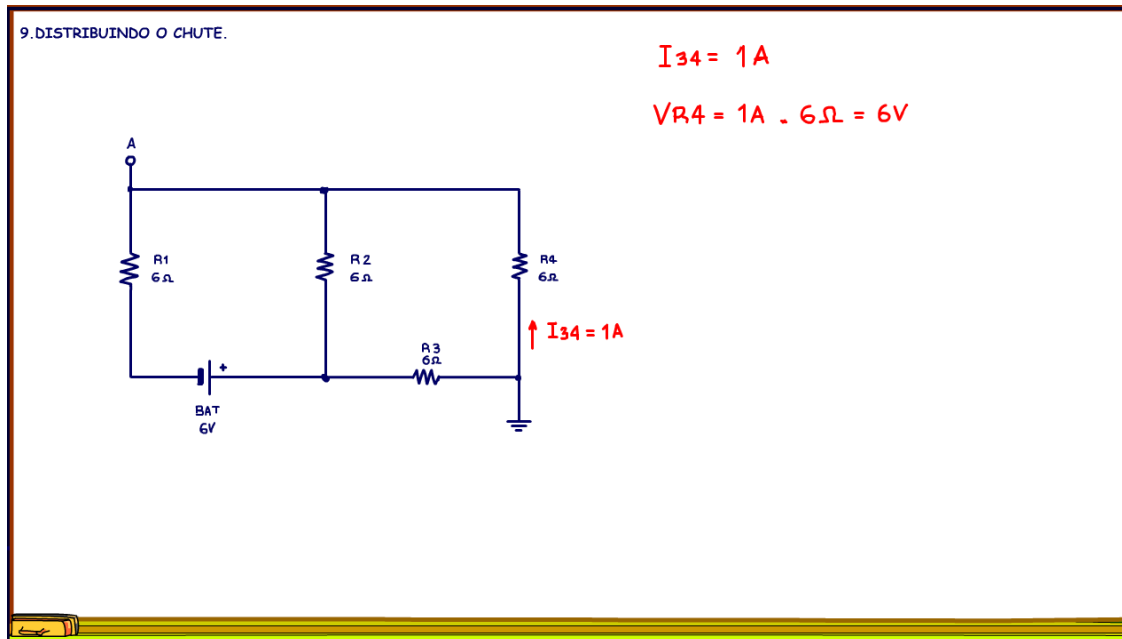 9.DISTRIBUINDO O CHUTE.
I34 = 1A
VR4 = 1A . 6Ω = 6V
A
R1
6Ω
R2
6Ω
R4
6Ω
I34 = 1A
R3
6Ω
+
BAT
6V